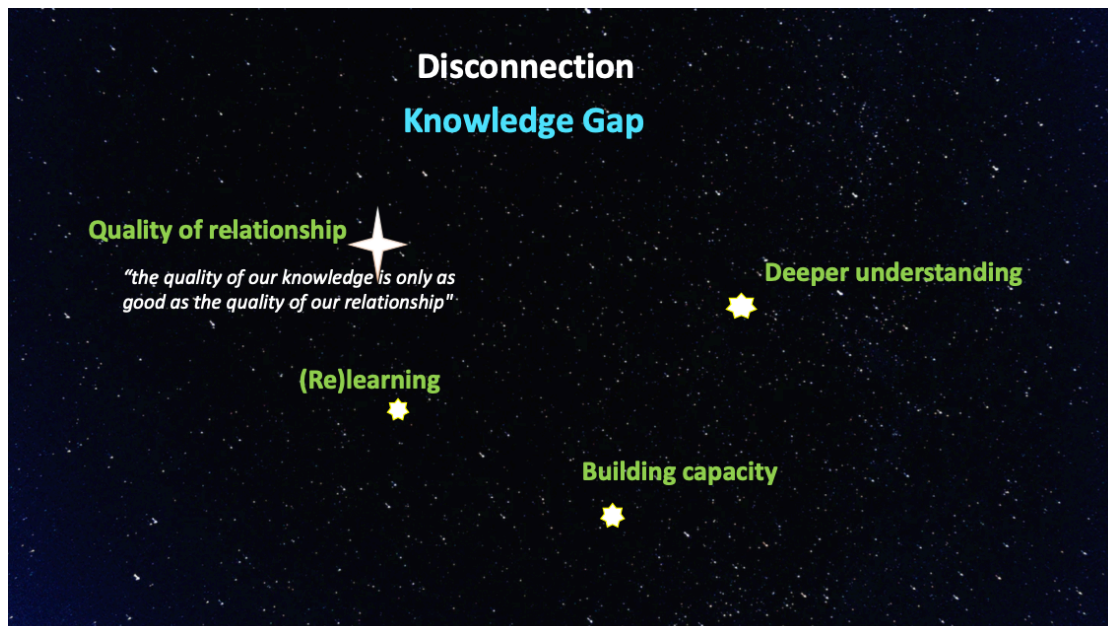 Disconnection
Knowledge Gap
Quality of relationship
“the quality of our knowledge is only as
good as the quality of our relationship"
Deeper understanding
(Re)learning
Building capacity